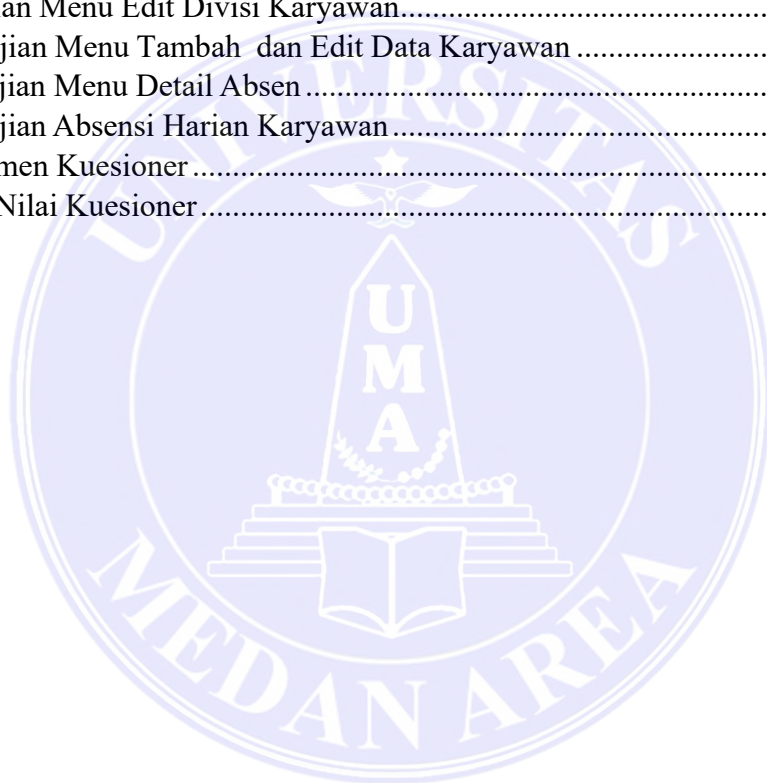 an Menu Edit Divisi Karyawan..........................................
jian Menu Tambah  dan Edit Data Karyawan ........................
jian Menu Detail Absen ...........................................................
jian Absensi Harian Karyawan ................................................
men Kuesioner .........................................................................
Nilai Kuesioner ........................................................................
UNIVERSITAS
U
M
A
MEDAN AREA